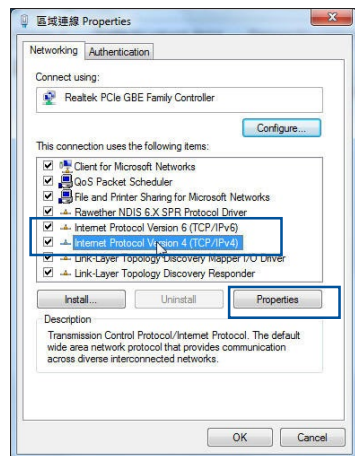 區域連線 Properties
Networking Authentication
Connect using:
Realtek PCIe GBE Family Controller
Configure...
This connection uses the following items:
Client for Microsoft Networks
QoS Packet Scheduler
File and Printer Sharing for Microsoft Networks
Rawether NDIS 6.X SPR Protocol Driver
Internet Protocol Version 6 (TCP/IPv6)
Internet Protocol Version 4 (TCP/IPv4)
Link-Layer Topology Discovery Mapper I/O Driver
Link-Layer Topology Discovery Responder
Install... Uninstall Properties
Description
Transmission Control Protocol/Internet Protocol. The default
wide area network protocol that provides communication
across diverse interconnected networks.
OK Cancel